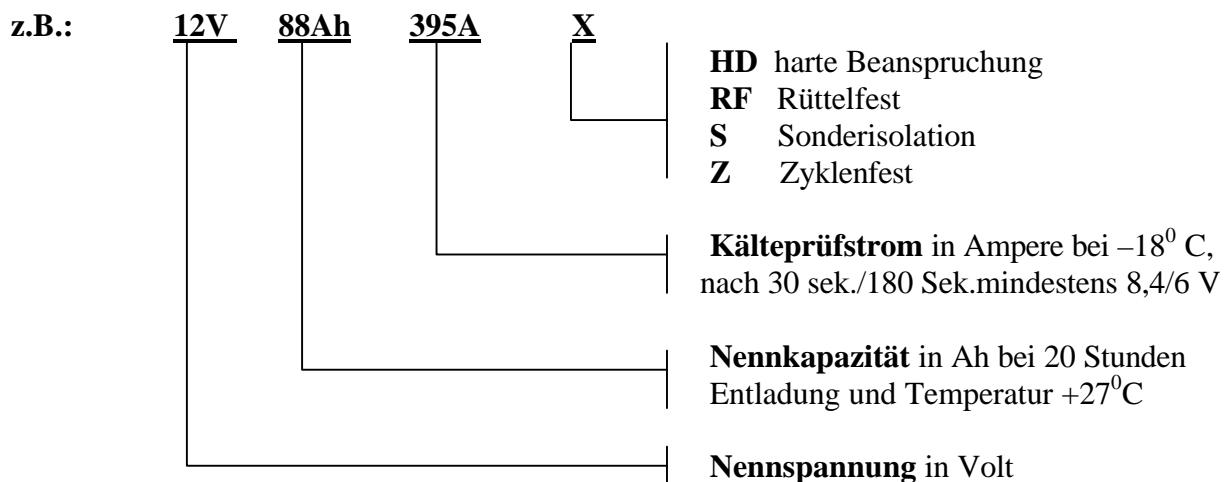 z.B.: 12V 88Ah 395A X
HD harte Beanspruchung
RF Rüttelfest
S Sonderisolation
Z Zyklenfest
Kälteprüfstrom in Ampere bei –18⁰ C,
nach 30 sek./180 Sek.mindestens 8,4/6 V
Nennkapazität in Ah bei 20 Stunden
Entladung und Temperatur +27⁰C
Nennspannung in Volt